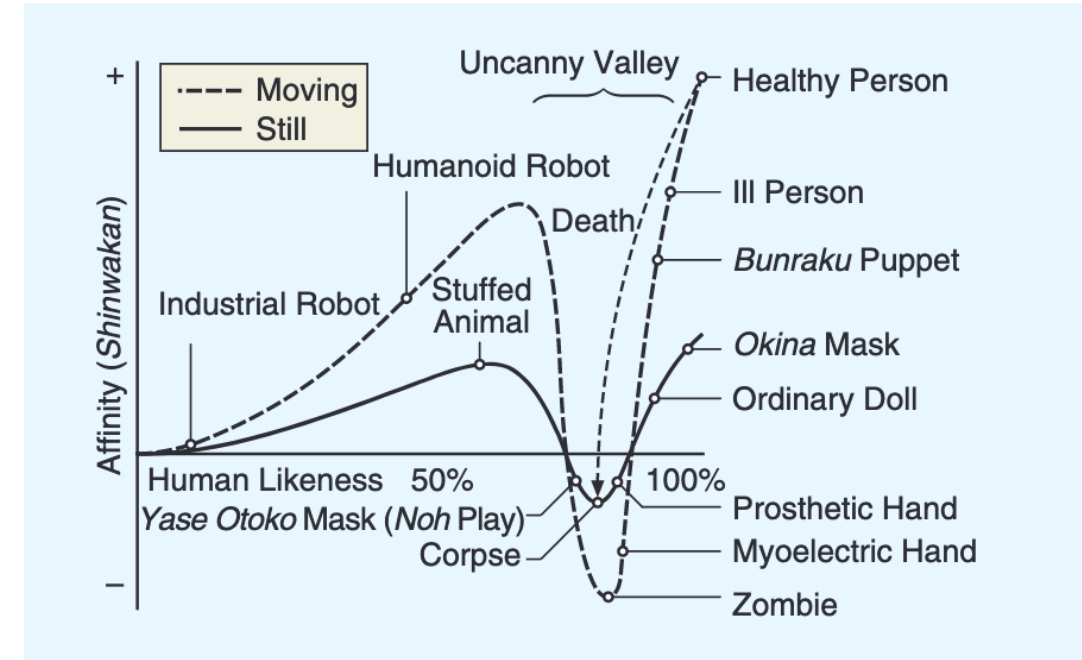 +
Uncanny Valley
Healthy Person
Moving
Still
Humanoid Robot
Death
Ill Person
Bunraku Puppet
Industrial Robot
Stuffed
Animal
Okina Mask
Ordinary Doll
Affinity (Shinwakan)
Human Likeness 50% 100%
Yase Otoko Mask (Noh Play)
Prosthetic Hand
Corpse
Myoelectric Hand
–
Zombie